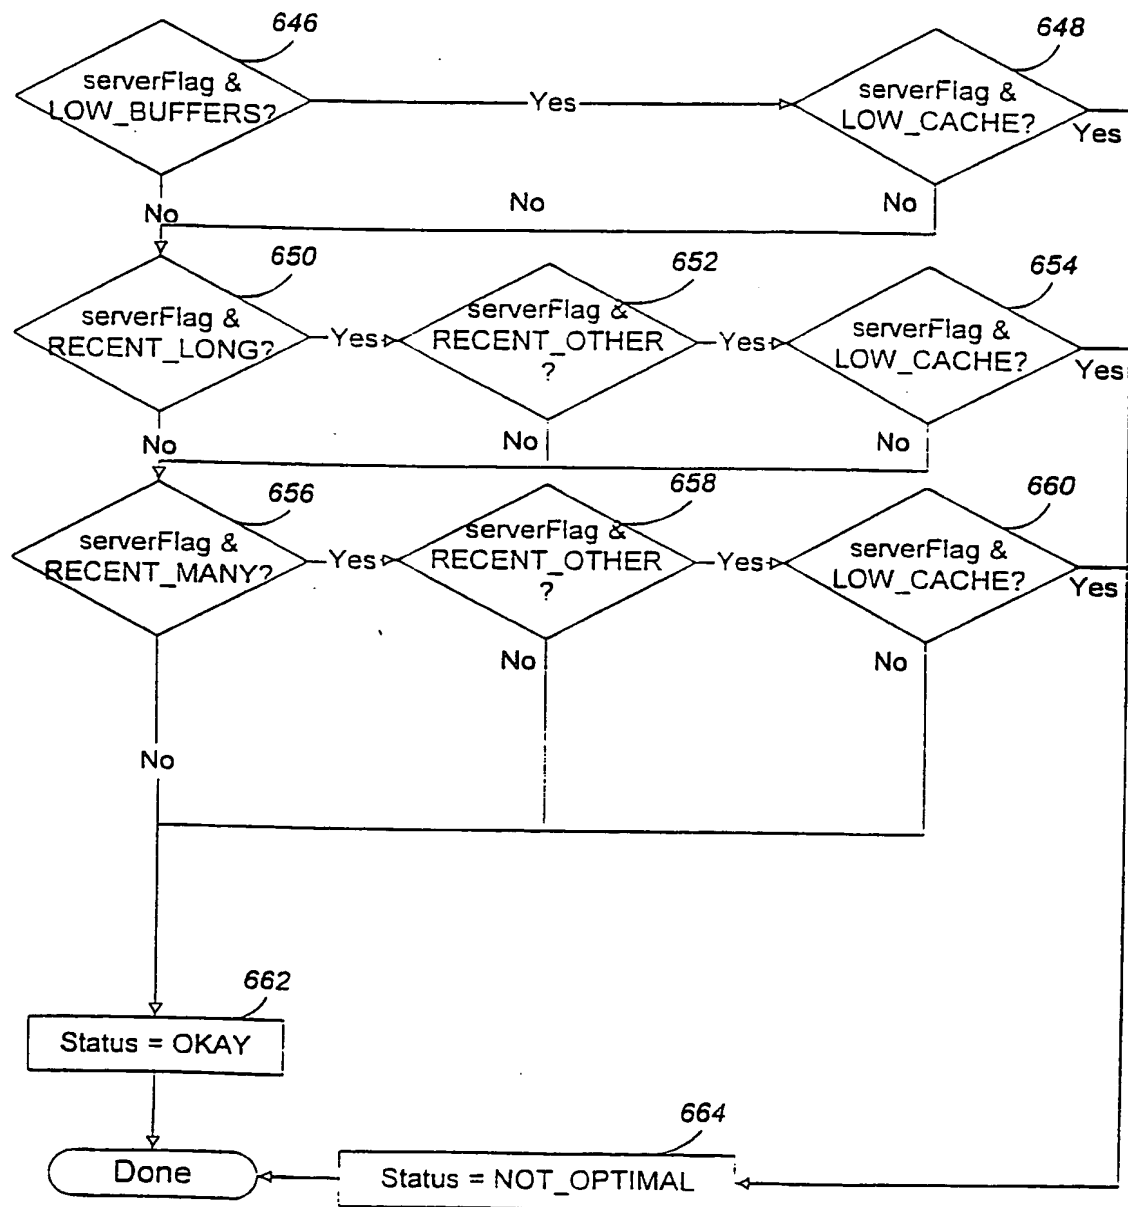 646
serverFlag &
LOW_BUFFERS?
Yes
648
serverFlag &
LOW_CACHE?
Yes
No
No
No
650
serverFlag &
RECENT_LONG?
Yes
652
serverFlag &
RECENT_OTHER
?
Yes
654
serverFlag &
LOW_CACHE?
Yes
No
No
No
656
serverFlag &
RECENT_MANY?
Yes
658
serverFlag &
RECENT_OTHER
?
Yes
660
serverFlag &
LOW_CACHE?
Yes
No
No
No
662
Status = OKAY
664
Done
Status = NOT_OPTIMAL